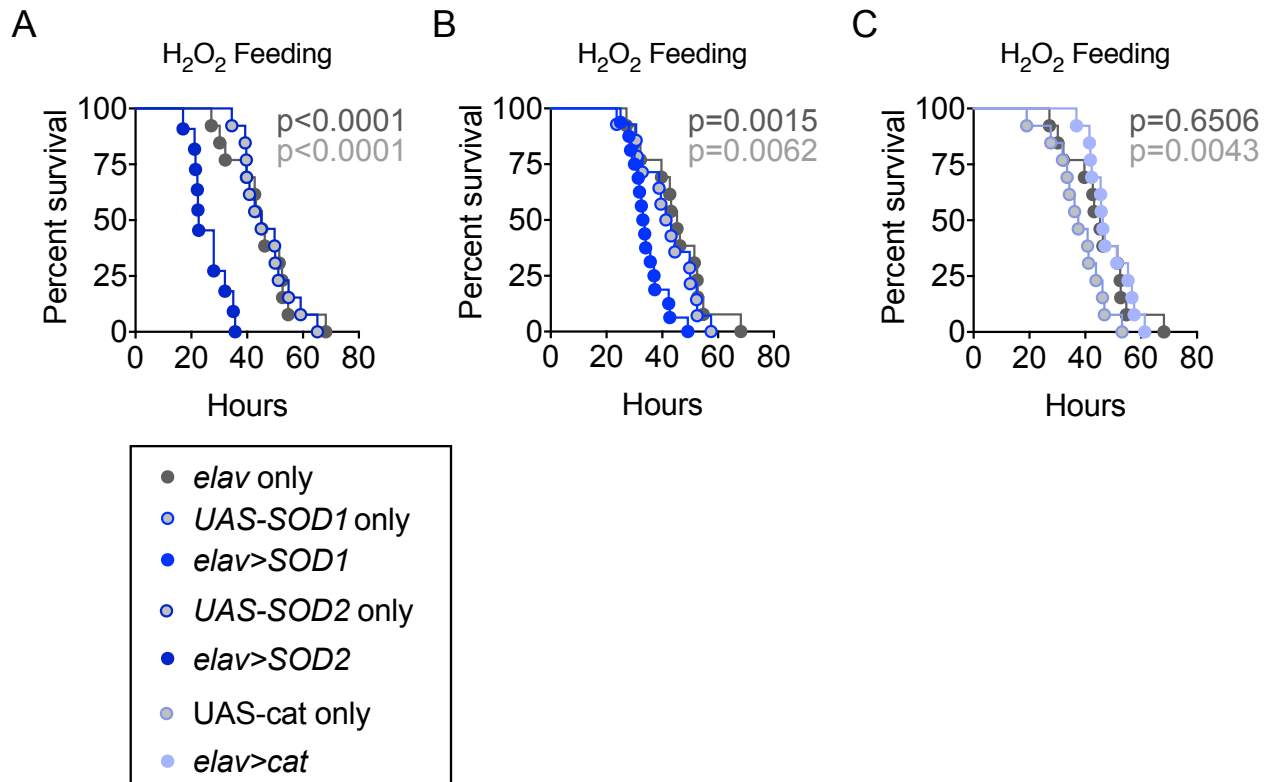 A
H₂O₂ Feeding
p<0.0001
p<0.0001
Percent survival
100
75
50
25
0
0 20 40 60 80
Hours
B
H₂O₂ Feeding
p=0.0015
p=0.0062
Percent survival
100
75
50
25
0
0 20 40 60 80
Hours
C
H₂O₂ Feeding
p=0.6506
p=0.0043
Percent survival
100
75
50
25
0
0 20 40 60 80
Hours
elav only
UAS-SOD1 only
elav>SOD1
UAS-SOD2 only
elav>SOD2
UAS-cat only
elav>cat